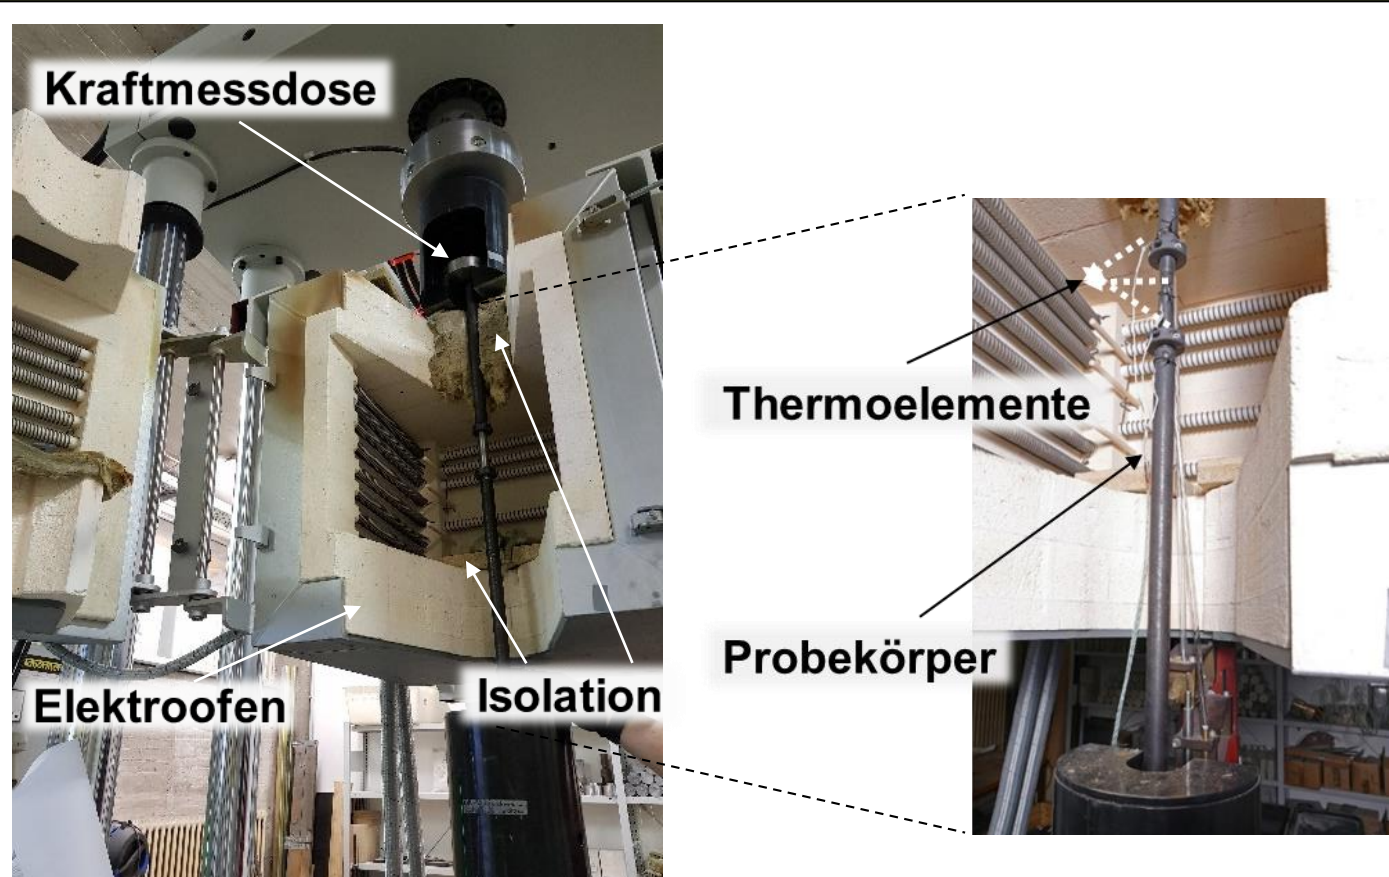 Kraftmessdose
Thermoelemente
Probekörper
Isolation
Elektroofen